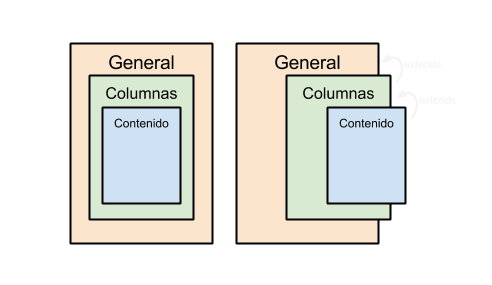 General
Columnas
Contenido
General
Columnas
Contenido
extends
extends